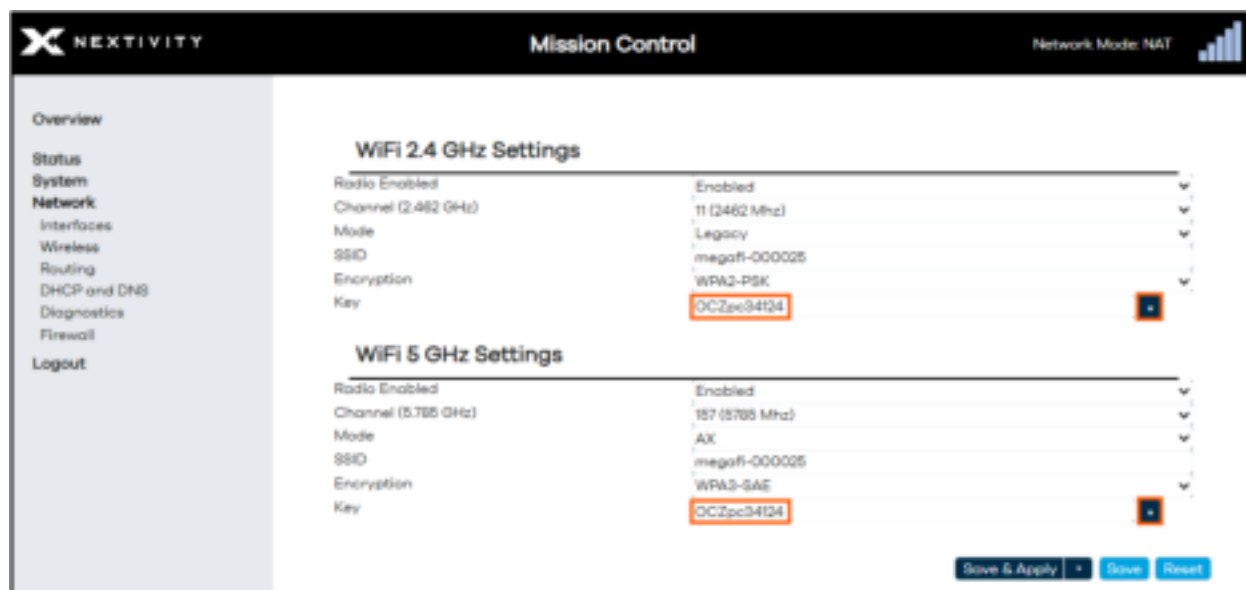 NEXTIVITY
Mission Control
Network Mode: NAT
Overview
Status
System
Network
Interfaces
Wireless
Routing
DHCP and DNS
Diagnostics
Firewall
Logout
WiFi 2.4 GHz Settings
Radio Enabled Enabled
Channel (2.462 GHz) 11 (2462 Mhz)
Mode Legacy
SSID megafi-000025
Encryption WPA2-PSK
Key OCZpc34124
WiFi 5 GHz Settings
Radio Enabled Enabled
Channel (5.785 GHz) 157 (5785 Mhz)
Mode AX
SSID megafi-000025
Encryption WPA3-SAE
Key OCZpc34124
Save & Apply Save Reset